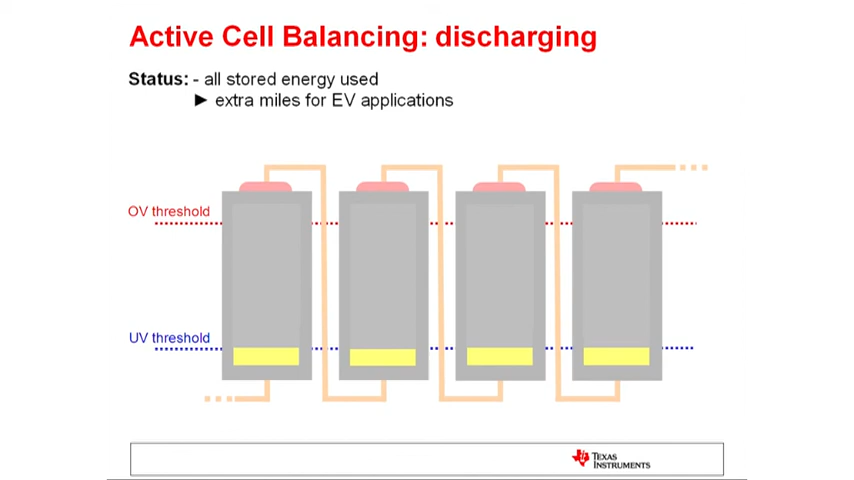 Active Cell Balancing: discharging
Status: - all stored energy used
► extra miles for EV applications
OV threshold
UV threshold
TEXAS
INSTRUMENTS